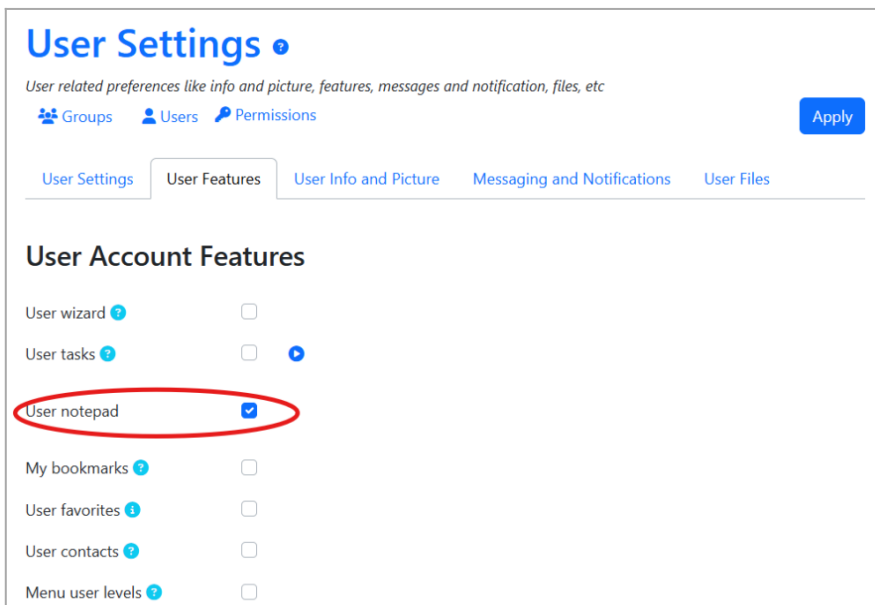 User Settings
User related preferences like info and picture, features, messages and notification, files, etc
Groups Users Permissions
Apply
User Settings User Features User Info and Picture Messaging and Notifications User Files
User Account Features
User wizard
User tasks
User notepad
My bookmarks
User favorites
User contacts
Menu user levels